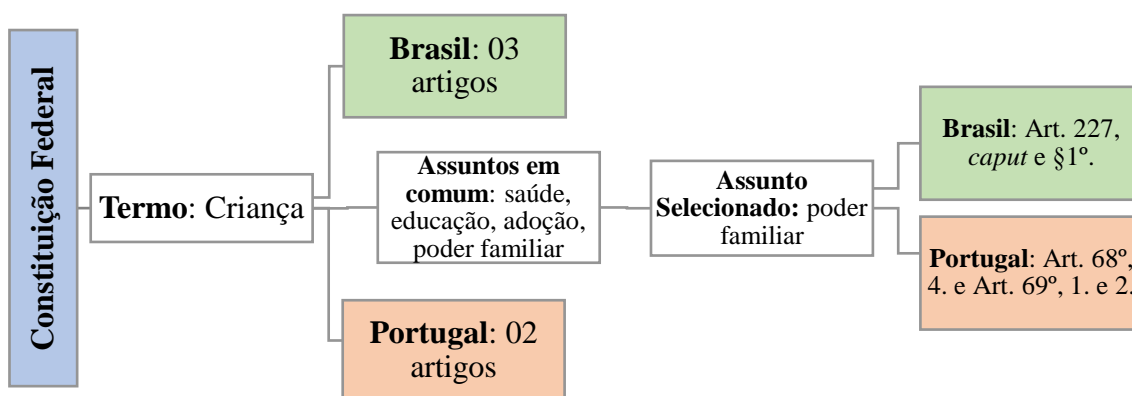 Constituição Federal
Termo: Criança
Brasil: 03
artigos
Assuntos em
comum: saúde,
educação, adoção,
poder familiar
Portugal: 02
artigos
Assunto
Selecionado: poder
familiar
Brasil: Art. 227,
caput e §1º.
Portugal: Art. 68º,
4. e Art. 69º, 1. e 2.